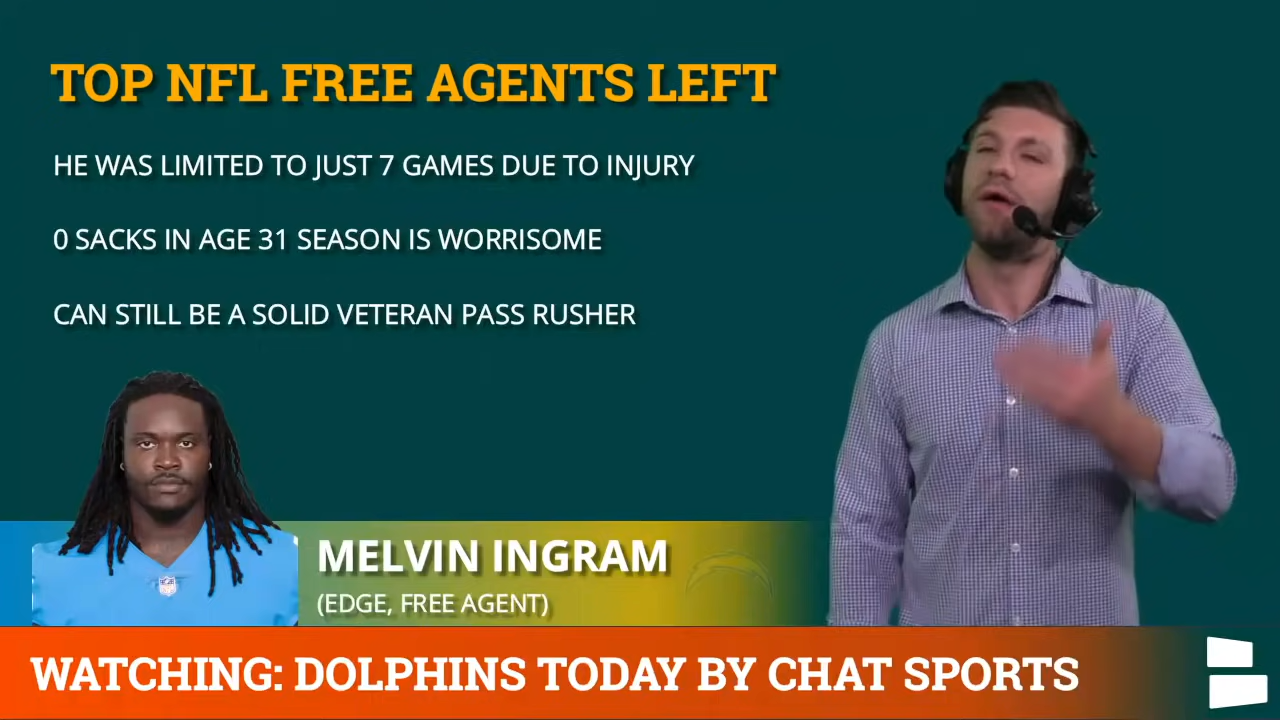 TOP NFL FREE AGENTS LEFT
HE WAS LIMITED TO JUST 7 GAMES DUE TO INJURY
0 SACKS IN AGE 31 SEASON IS WORRISOME
CAN STILL BE A SOLID VETERAN PASS RUSHER
MELVIN INGRAM
(EDGE, FREE AGENT)
WATCHING: DOLPHINS TODAY BY CHAT SPORTS